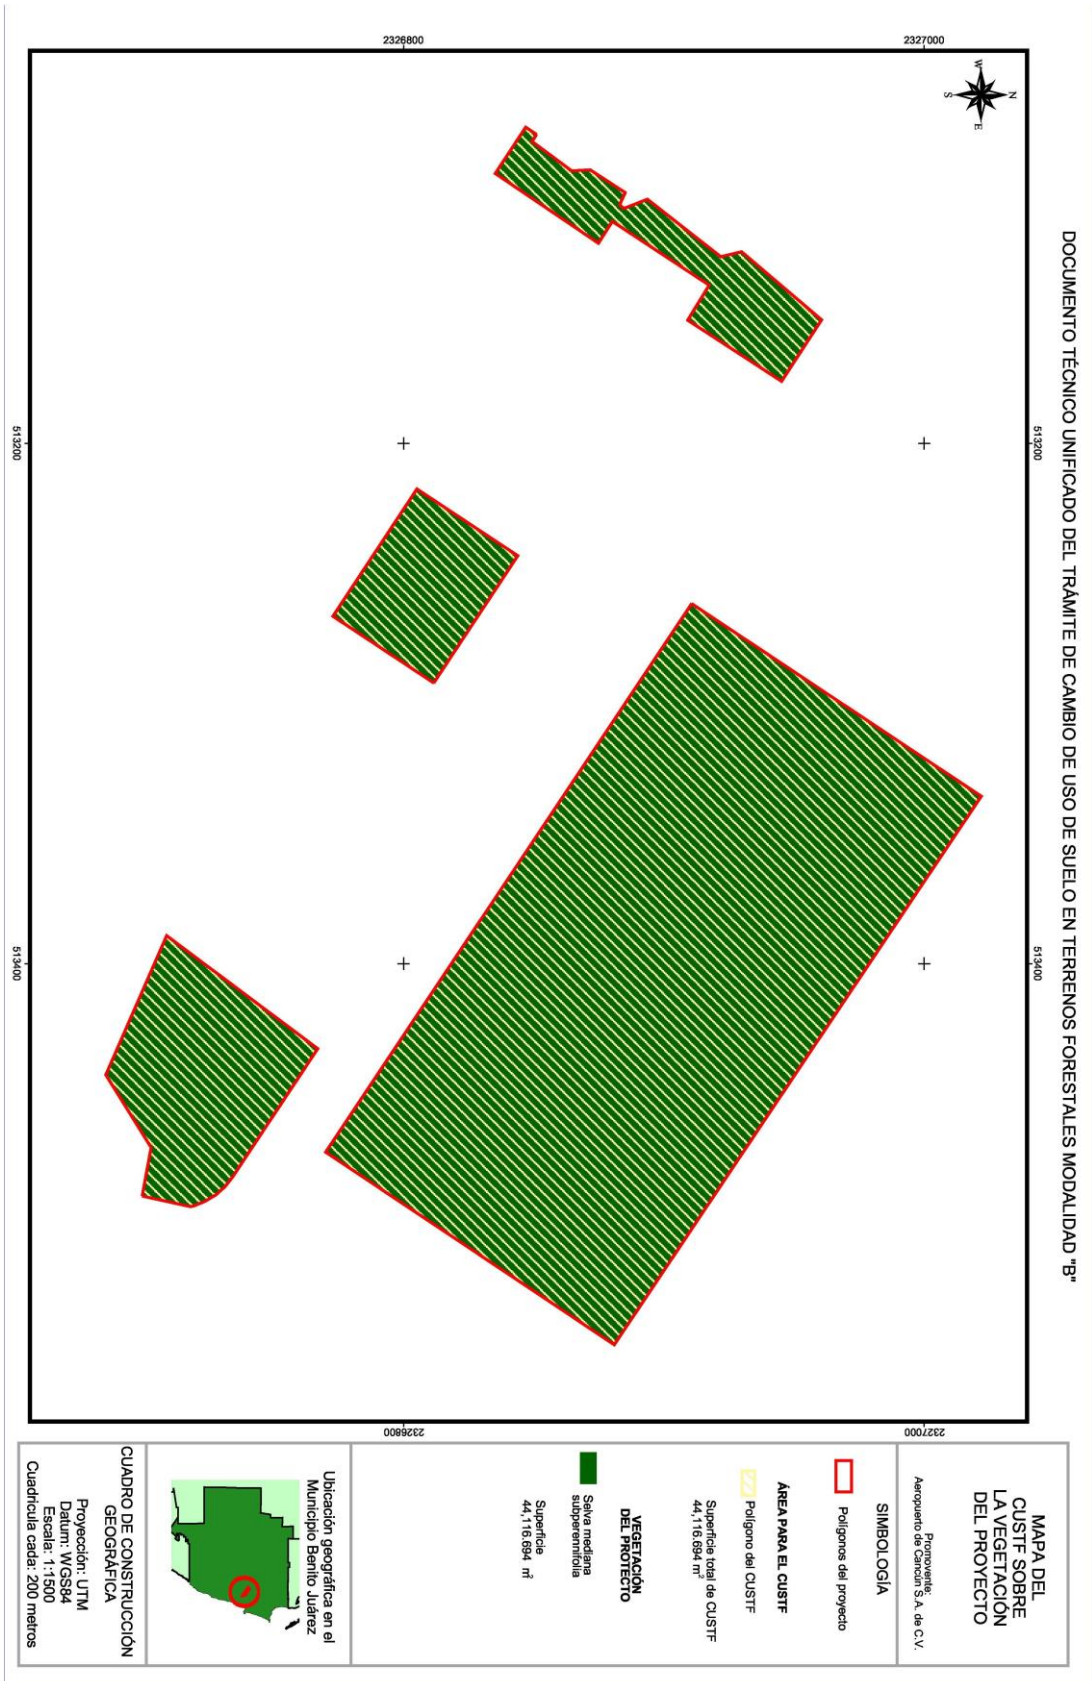 DOCUMENTO TÉCNICO UNIFICADO DEL TRÁMITE DE CAMBIO DE USO DE SUELO EN TERRENOS FORESTALES MODALIDAD "B"
513200
513400
2327000
2327000
2326800
2326800
513200
513400
N
W
E
S
MAPA DEL
CUSTF SOBRE
LA VEGETACIÓN
DEL PROYECTO
Promovente:
Aeropuerto de Cancún S.A. de C.V.
SIMBOLOGÍA
Polígonos del proyecto
ÁREA PARA EL CUSTF
Polígono del CUSTF
Superficie total de CUSTF
44,116.694 m²
VEGETACIÓN
DEL PROTECTO
Selva mediana
subperennifolia
Superficie
44,116.694 m²
Ubicación geográfica en el
Municipio Benito Juárez
CUADRO DE CONSTRUCCIÓN
GEOGRÁFICA
Proyección: UTM
Datum: WGS84
Escala: 1:1500
Cuadrícula cada: 200 metros